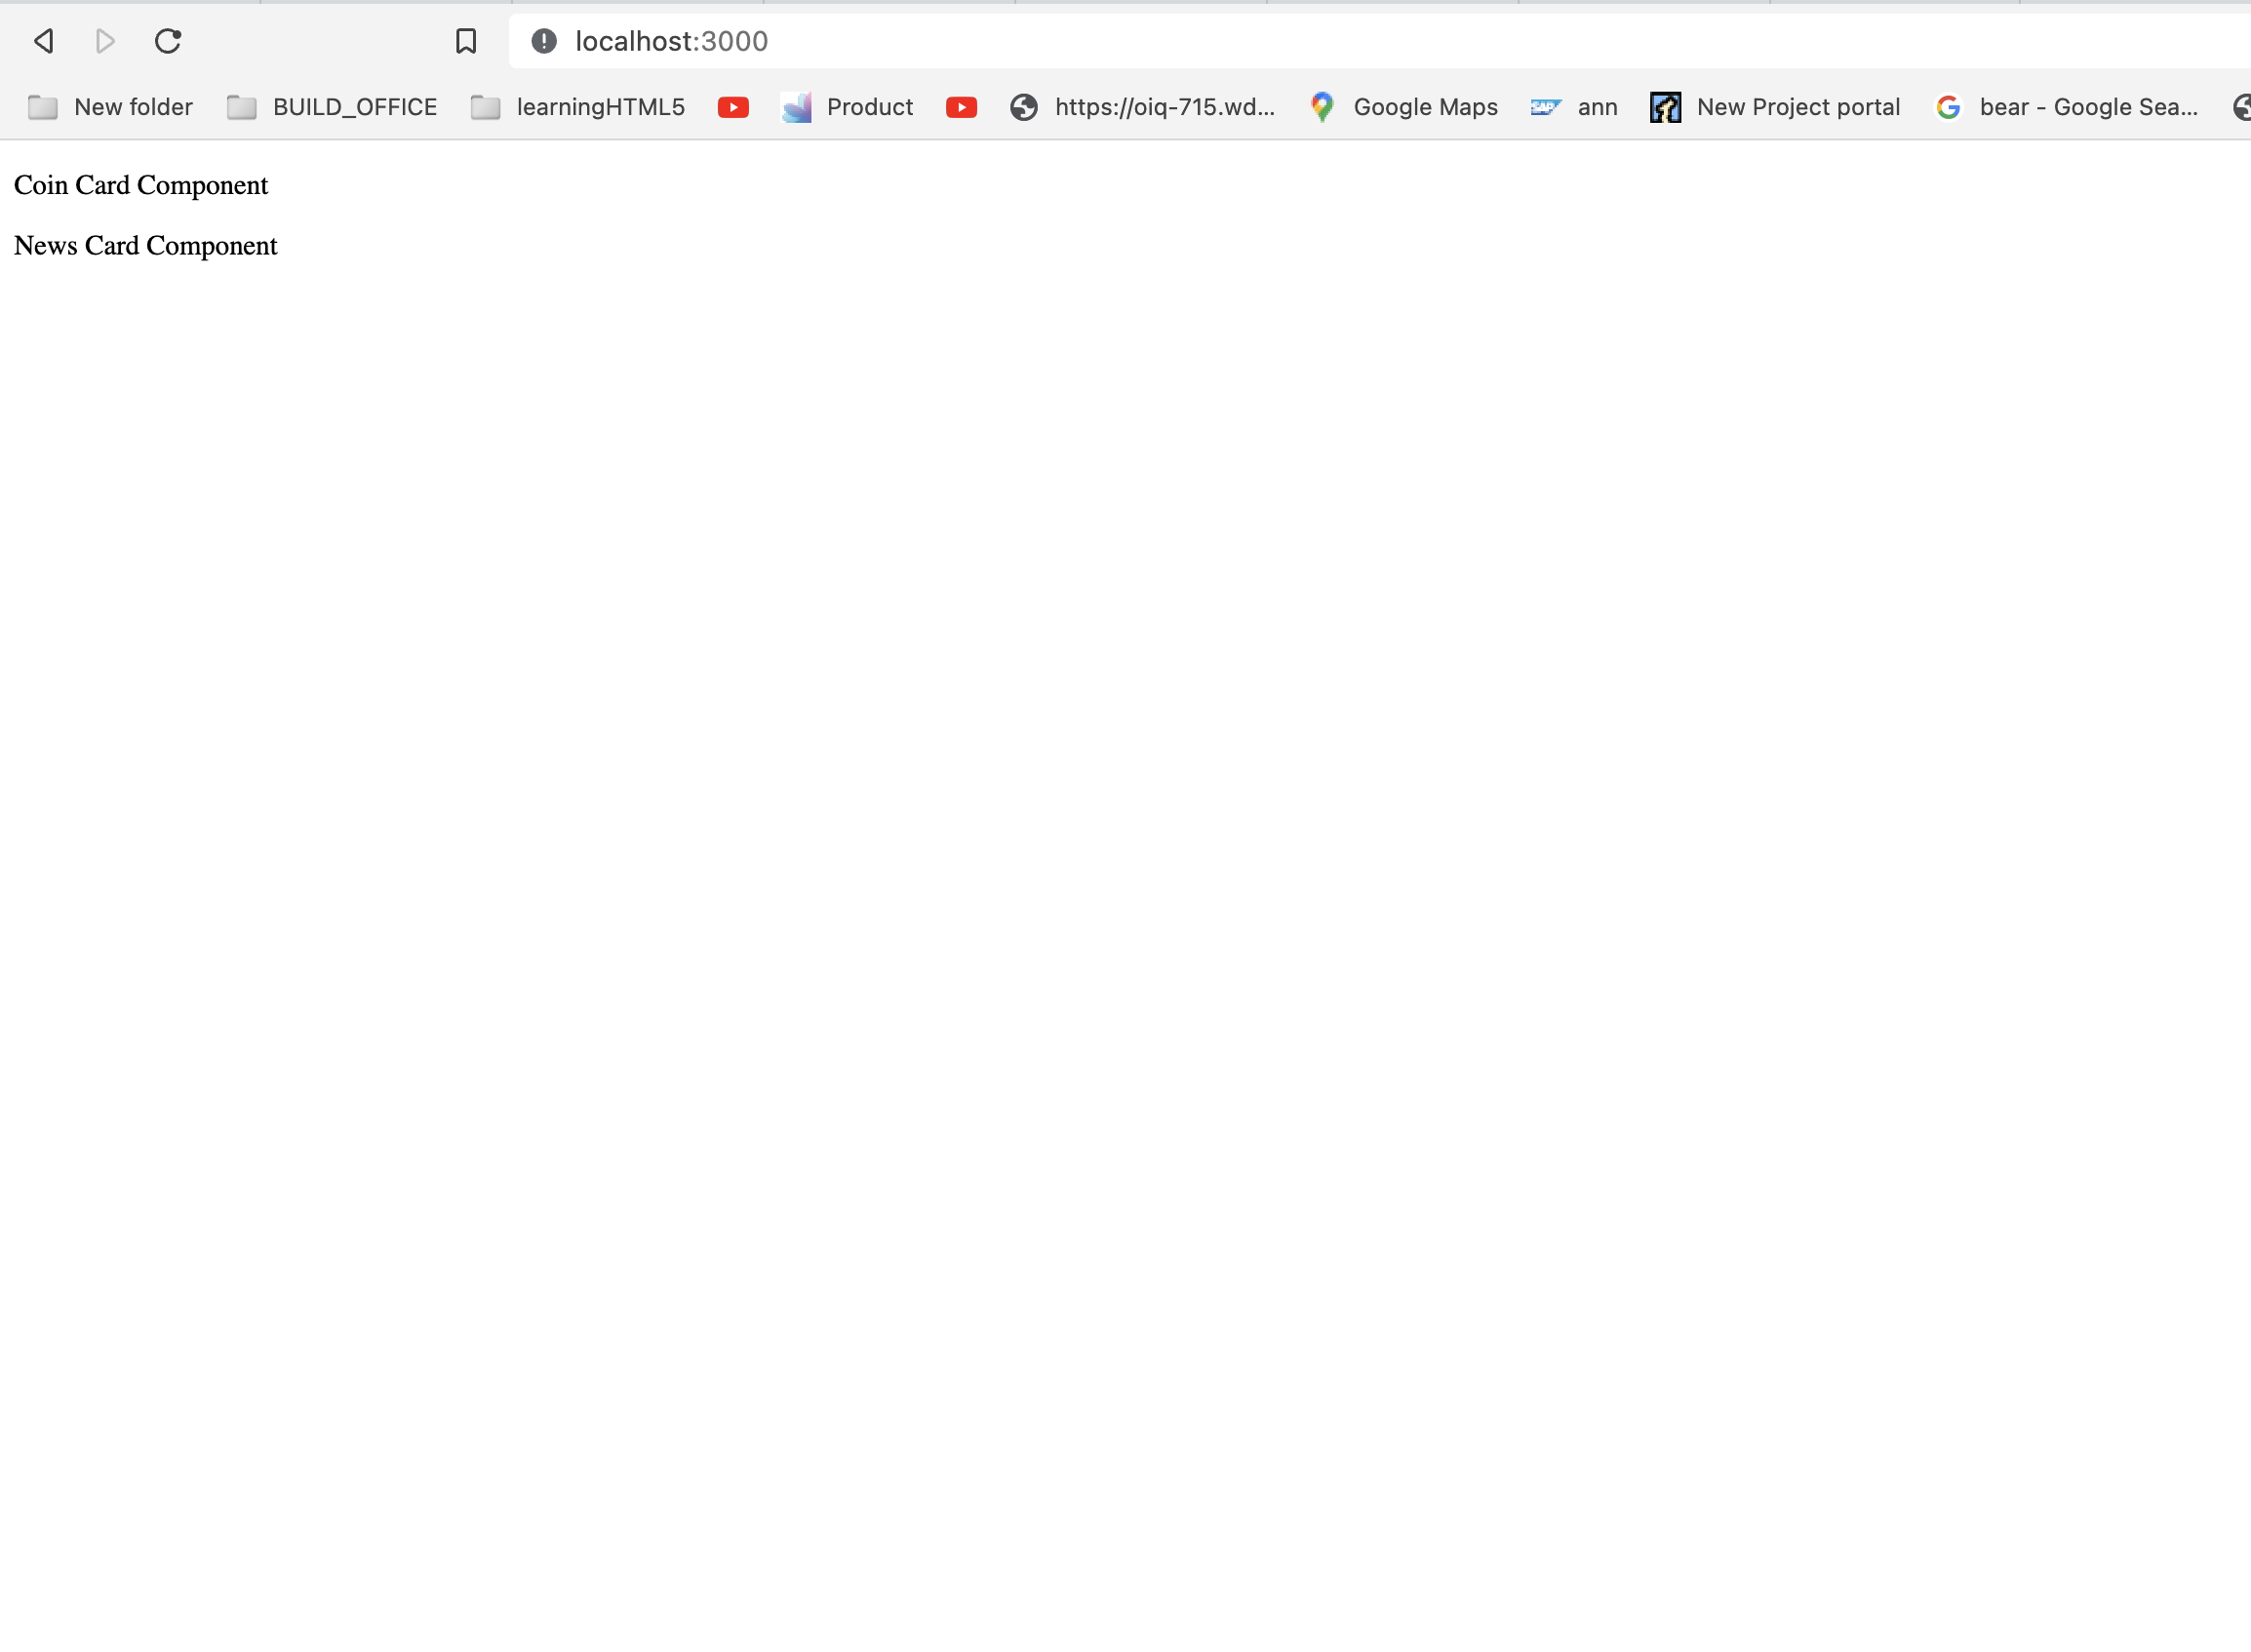 localhost:3000
New folder BUILD_OFFICE learningHTML5 Product https://oiq-715.wd... Google Maps SAP ann New Project portal bear - Google Sea...
Coin Card Component
News Card Component